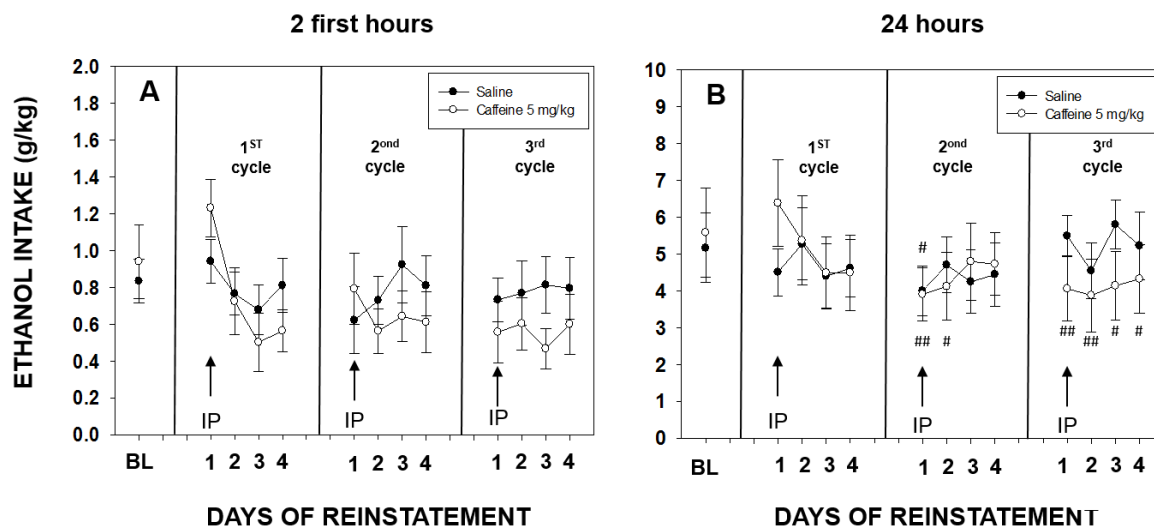 2 first hours
24 hours
ETHANOL INTAKE (g/kg)
2.0
1.8
1.6
1.4
1.2
1.0
0.8
0.6
0.4
0.2
0.0
A
Saline
Caffeine 5 mg/kg
1ST
cycle
2ond
cycle
3rd
cycle
IP
IP
IP
BL
1 2 3 4
1 2 3 4
1 2 3 4
DAYS OF REINSTATEMENT
10
9
8
7
6
5
4
3
2
1
0
B
Saline
Caffeine 5 mg/kg
1ST
cycle
2ond
cycle
3rd
cycle
#
## #
## ## # #
IP
IP
IP
BL
1 2 3 4
1 2 3 4
1 2 3 4
DAYS OF REINSTATEMENT